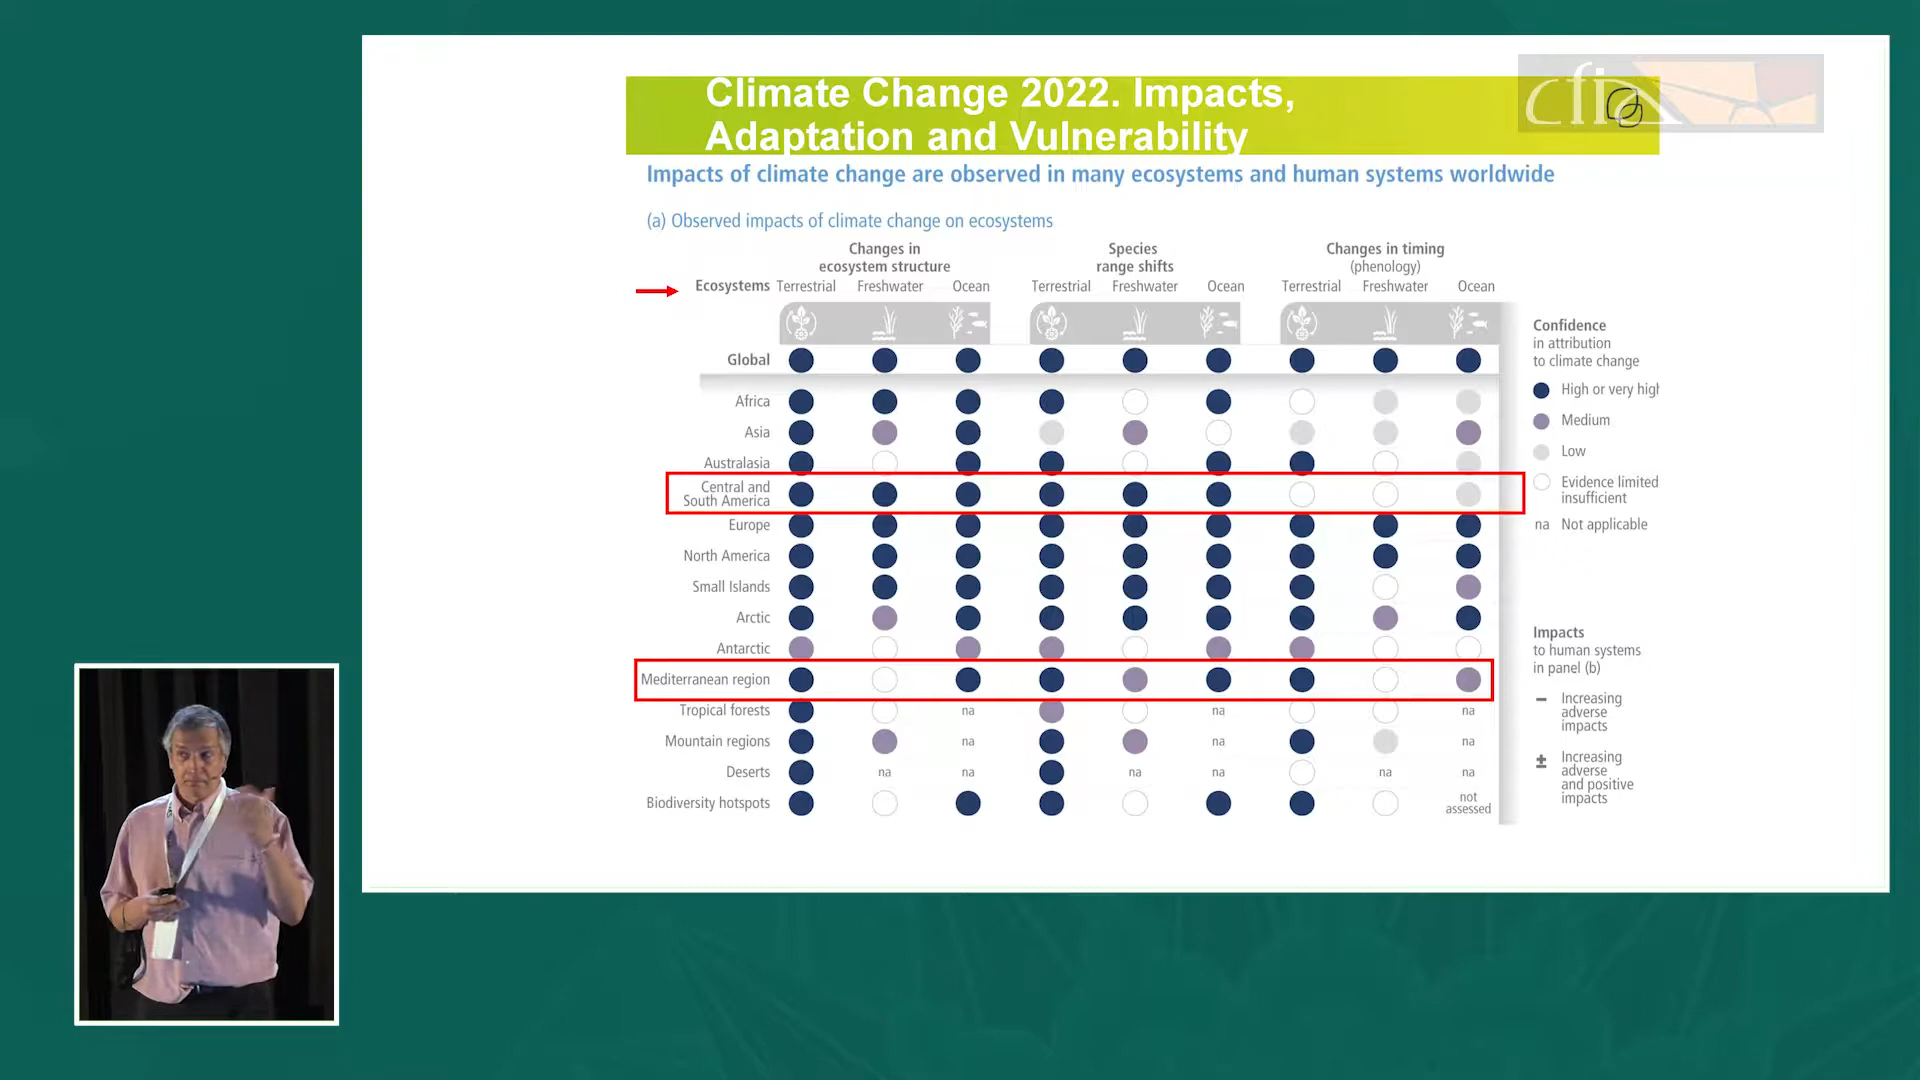 Climate Change 2022. Impacts,
Adaptation and Vulnerability
cfia
Impacts of climate change are observed in many ecosystems and human systems worldwide
(a) Observed impacts of climate change on ecosystems
Changes in
ecosystem structure
Species
range shifts
Changes in timing
(phenology)
Ecosystems Terrestrial Freshwater Ocean Terrestrial Freshwater Ocean Terrestrial Freshwater Ocean
Global
Africa
Asia
Australasia
Central and
South America
Europe
North America
Small Islands
Arctic
Antarctic
Mediterranean region
Tropical forests na na na
Mountain regions na na na
Deserts na na na na na na
Biodiversity hotspots not
assessed
Confidence
in attribution
to climate change
High or very high
Medium
Low
Evidence limited
insufficient
na Not applicable
Impacts
to human systems
in panel (b)
− Increasing
adverse
impacts
± Increasing
adverse
and positive
impacts